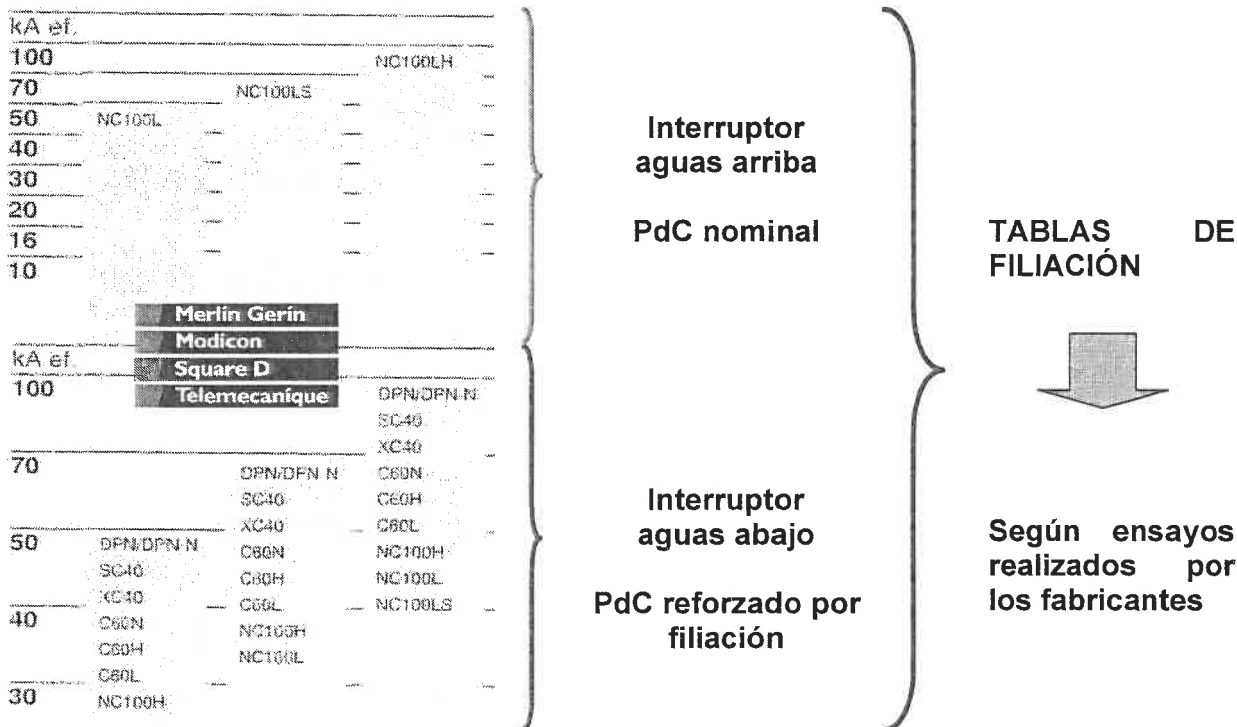 kA ef.
100 NC100LH
70 NC100LS
50 NC100L
40
30
20
16
10
Merlin Gerin
Modicon
Square D
Telemecanique
kA ef.
100 DPN/DPN N
SC40
XC40
70 DPN/DPN N C60N
SC40 C60H
XC40 C60L
50 DPN/DPN N C60N NC100H
SC40 C60H NC100L
XC40 C60L NC100LS
40 C60N NC100H
C60H NC100L
C60L
30 NC100H
Interruptor
aguas arriba
PdC nominal
Interruptor
aguas abajo
PdC reforzado por
filiación
TABLAS DE
FILIACIÓN
Según ensayos
realizados por
los fabricantes